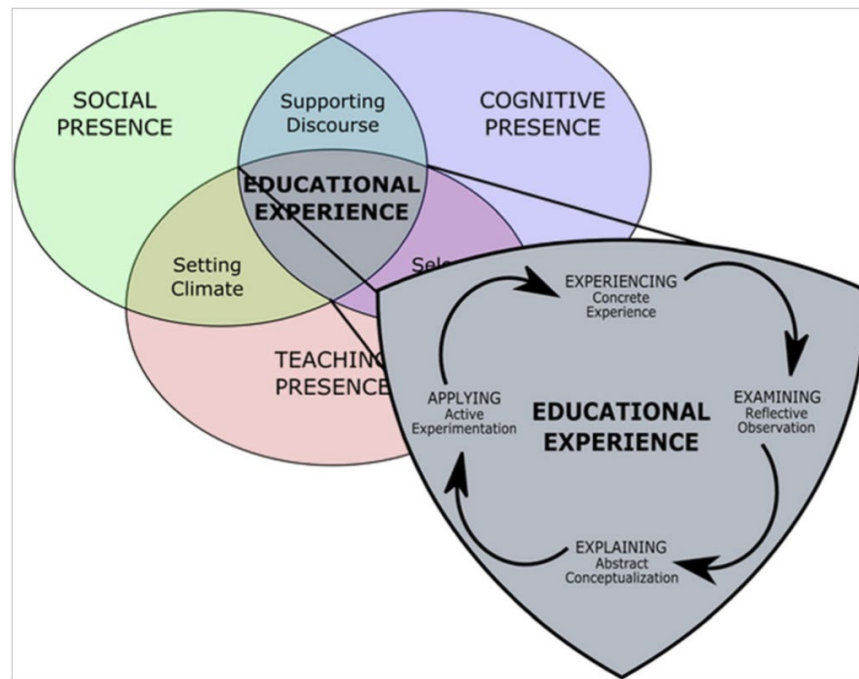 SOCIAL
PRESENCE
Supporting
Discourse
COGNITIVE
PRESENCE
EDUCATIONAL
EXPERIENCE
Setting
Climate
TEACHING
PRESENCE
EXPERIENCING
Concrete
Experience
APPLYING
Active
Experimentation
EDUCATIONAL
EXPERIENCE
EXAMINING
Reflective
Observation
EXPLAINING
Abstract
Conceptualization